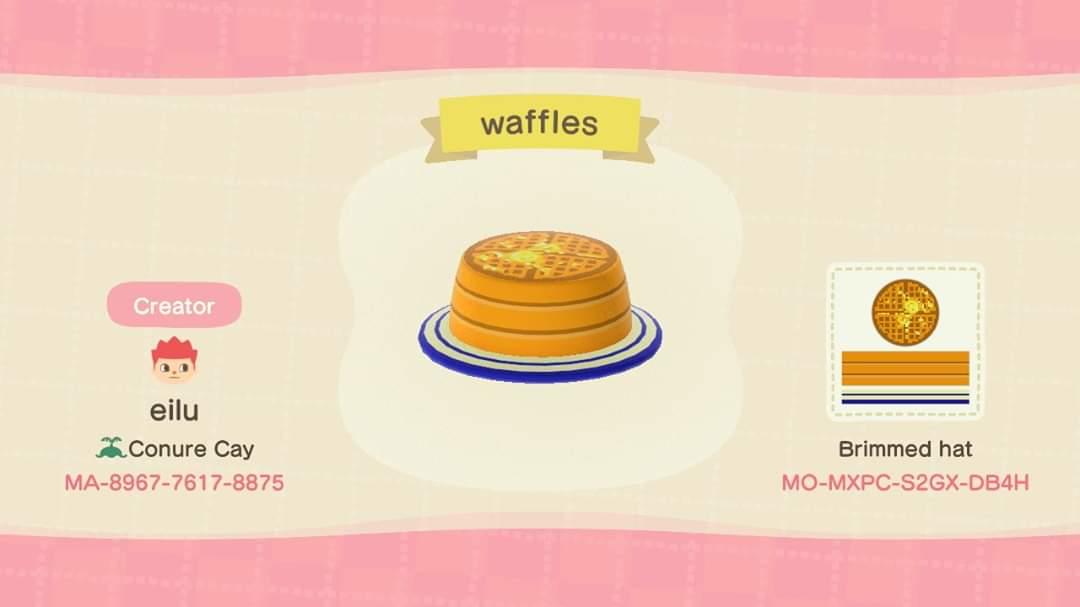 waffles
Creator
eilu
Conure Cay
MA-8967-7617-8875
Brimmed hat
MO-MXPC-S2GX-DB4H